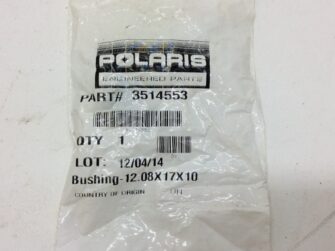 POLARIS
ENGINEERED PARTS
PART# 3514553
QTY 1
LOT: 12/04/14
Bushing-12.08X17X10
COUNTRY OF ORIGIN